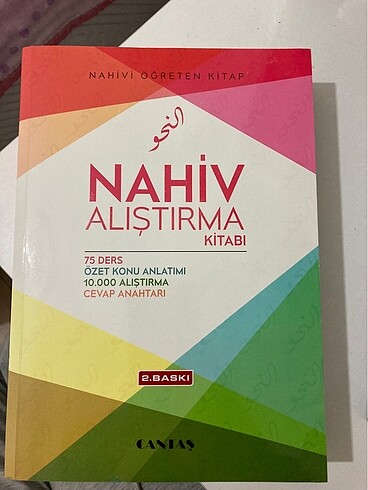 NAHİVİ ÖĞRETEN KİTAP
النحو
NAHİV
ALIŞTIRMA
KİTABI
75 DERS
ÖZET KONU ANLATIMI
10.000 ALIŞTIRMA
CEVAP ANAHTARI
2.BASKI
CANTAŞ